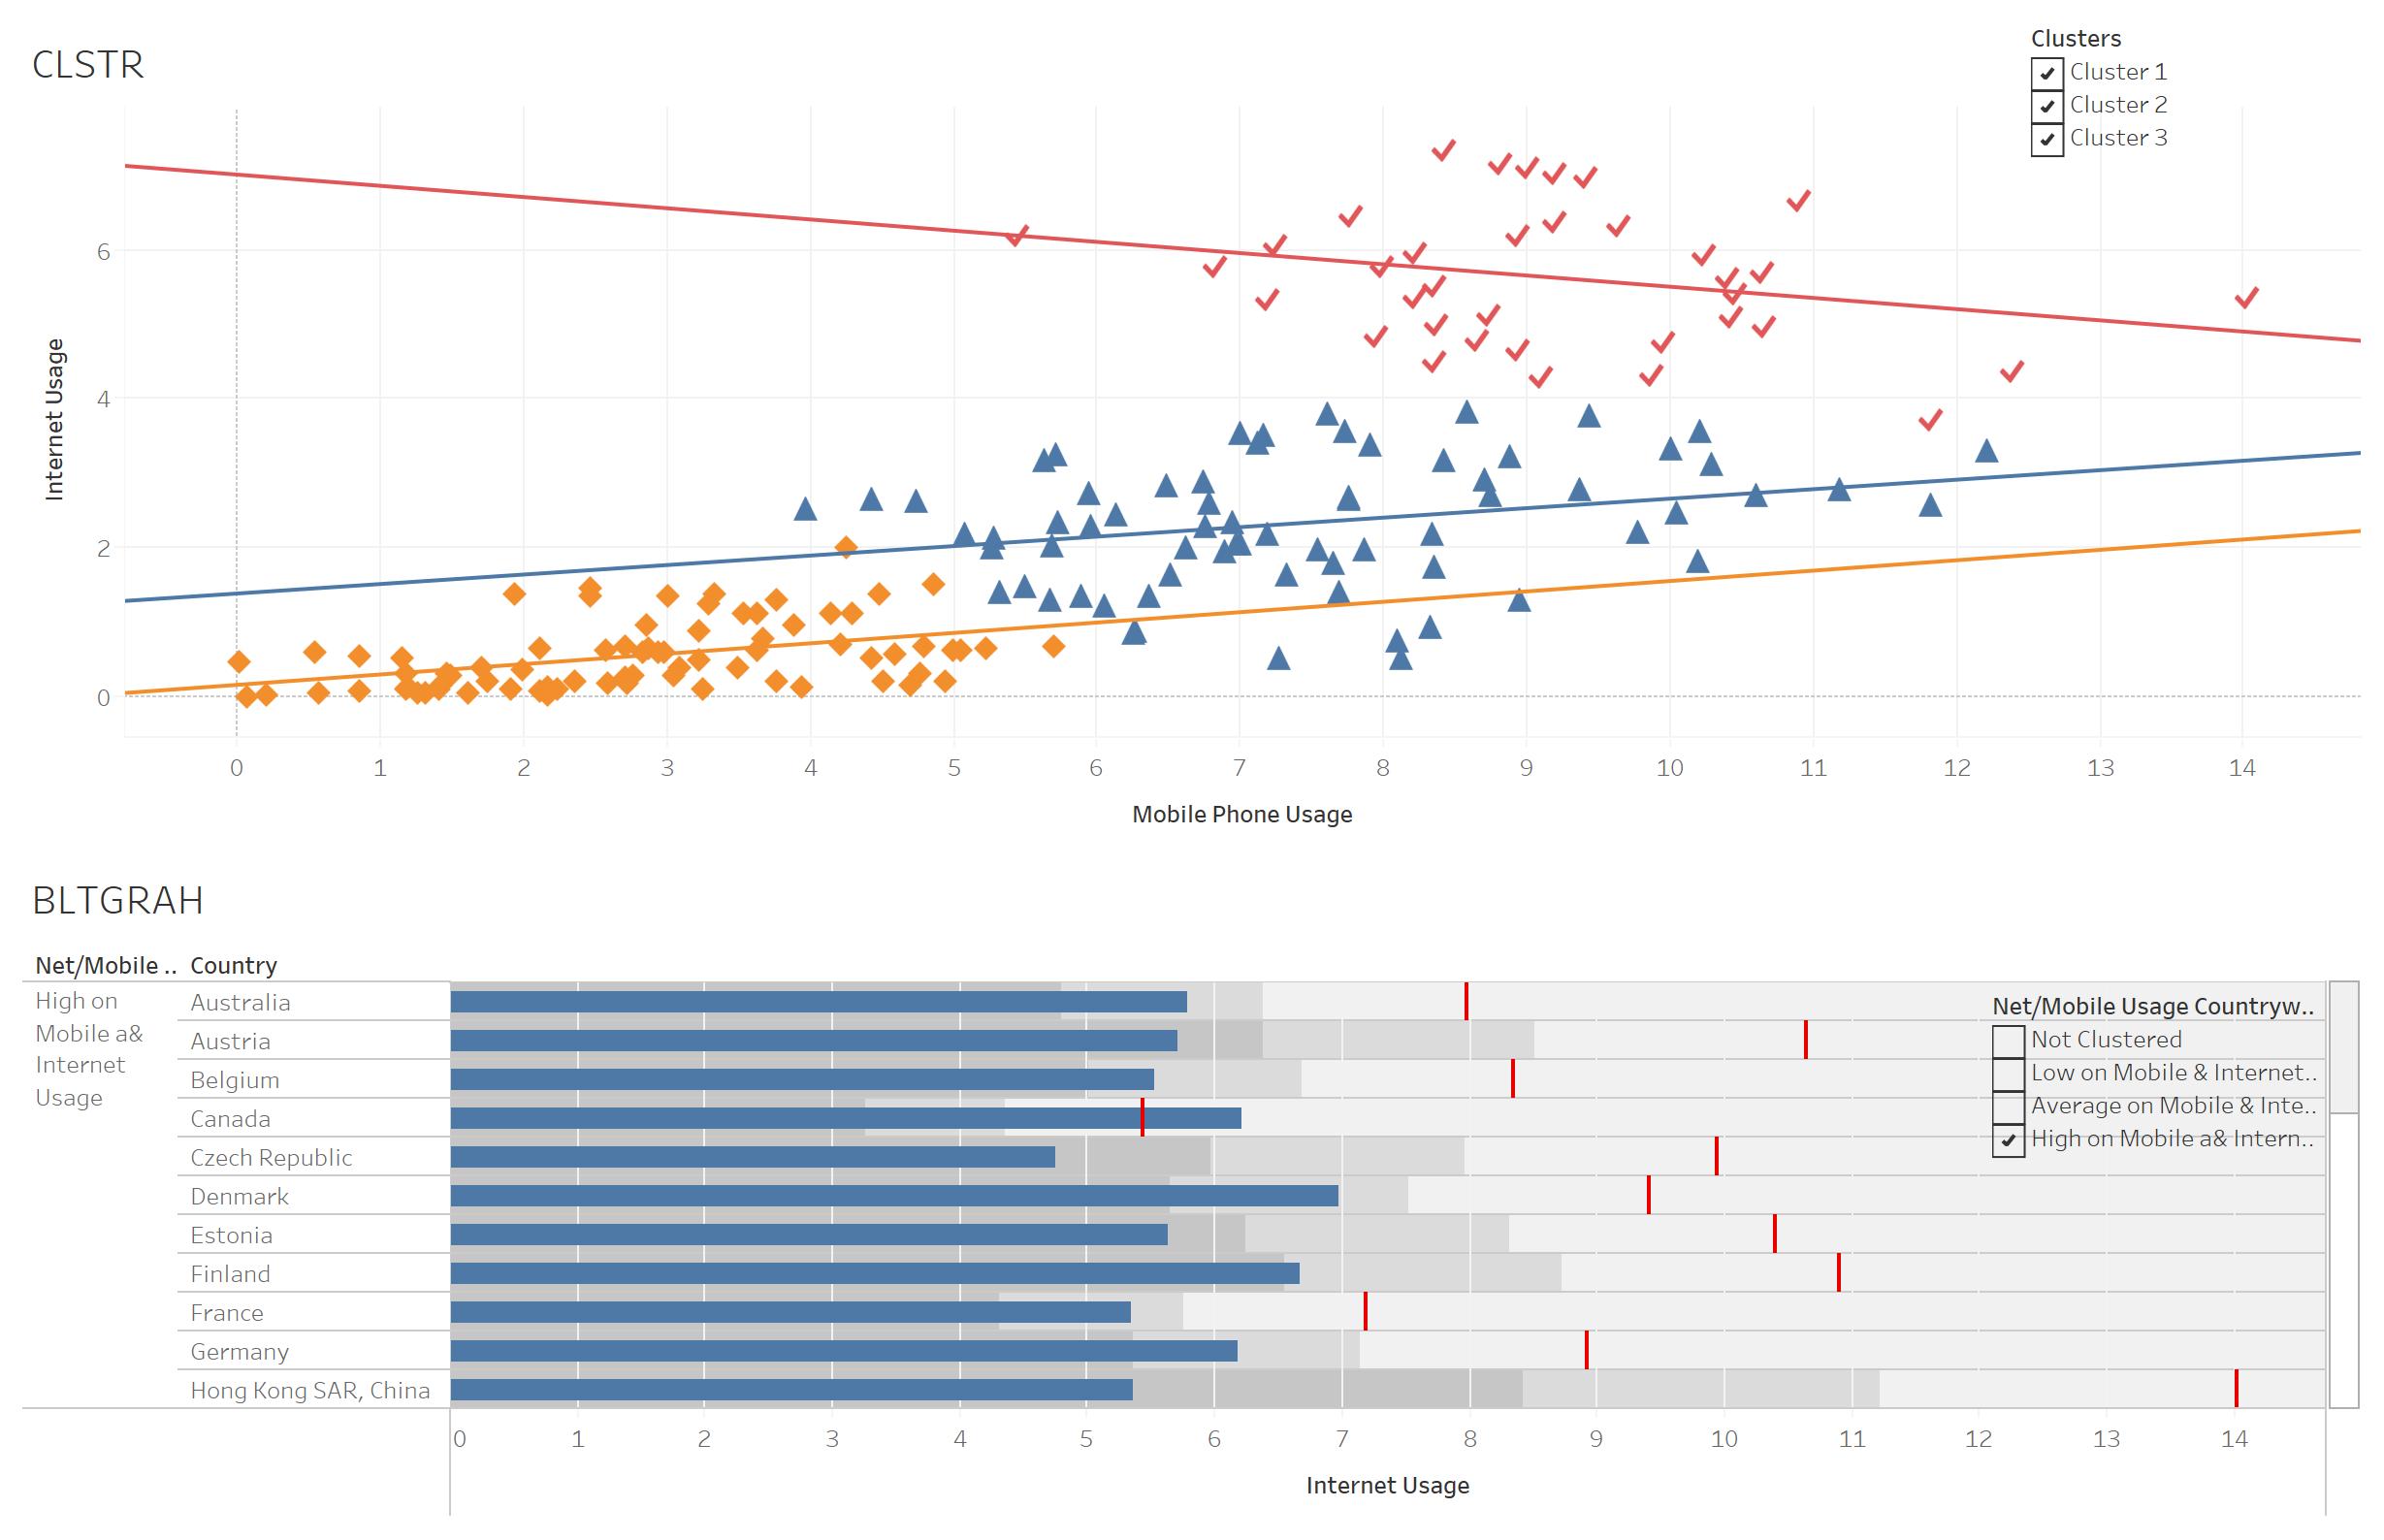 CLSTR
Clusters
Cluster 1
Cluster 2
Cluster 3
Internet Usage
6
4
2
0
0 1 2 3 4 5 6 7 8 9 10 11 12 13 14
Mobile Phone Usage
BLTGRAH
Net/Mobile .. Country
High on
Mobile a&
Internet
Usage
Australia
Austria
Belgium
Canada
Czech Republic
Denmark
Estonia
Finland
France
Germany
Hong Kong SAR, China
Net/Mobile Usage Countryw..
Not Clustered
Low on Mobile & Internet..
Average on Mobile & Inte..
High on Mobile a& Intern..
0 1 2 3 4 5 6 7 8 9 10 11 12 13 14
Internet Usage